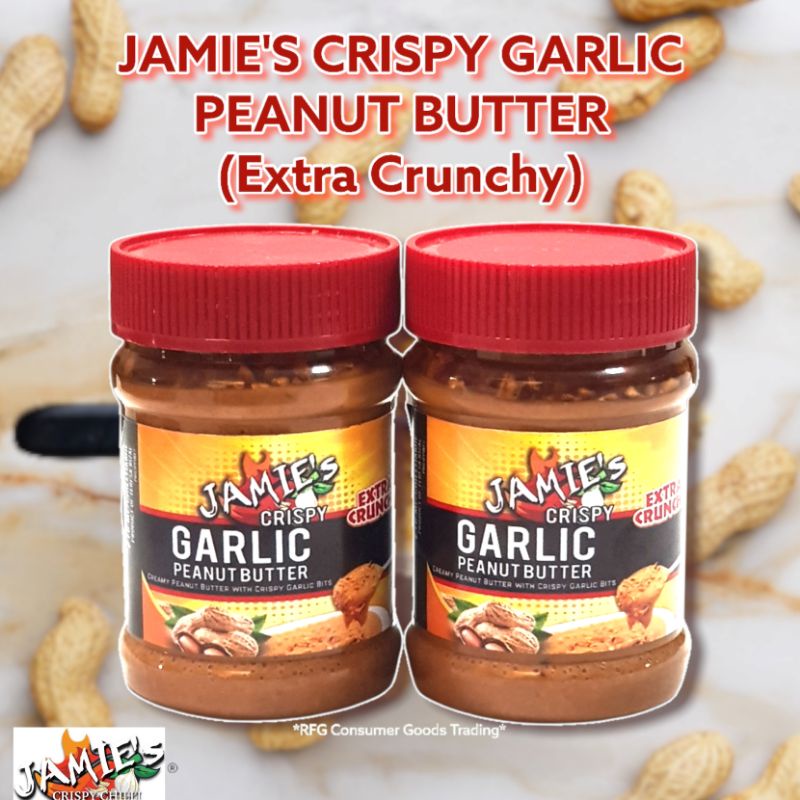 JAMIE'S CRISPY GARLIC
PEANUT BUTTER
(Extra Crunchy)
JAMIE's
CRISPY
EXTRA
CRUNCHY
GARLIC
PEANUT BUTTER
CREAMY PEANUT BUTTER WITH CRISPY GARLIC BITS
JAMIE's
CRISPY
EXTRA
CRUNC
GARLIC
PEANUT BUTTER
CREAMY PEANUT BUTTER WITH CRISPY GARLIC BITS
*RFG Consumer Goods Trading*
JAMIE's ®
CRISPY CHILI